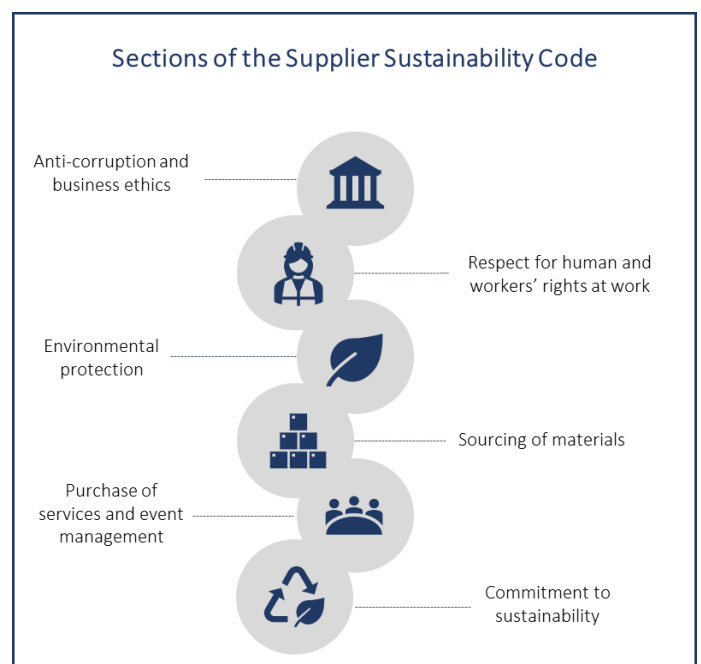 Sections of the Supplier Sustainability Code
Anti-corruption and
business ethics
Respect for human and
workers’ rights at work
Environmental
protection
Sourcing of materials
Purchase of
services and event
management
Commitment to
sustainability